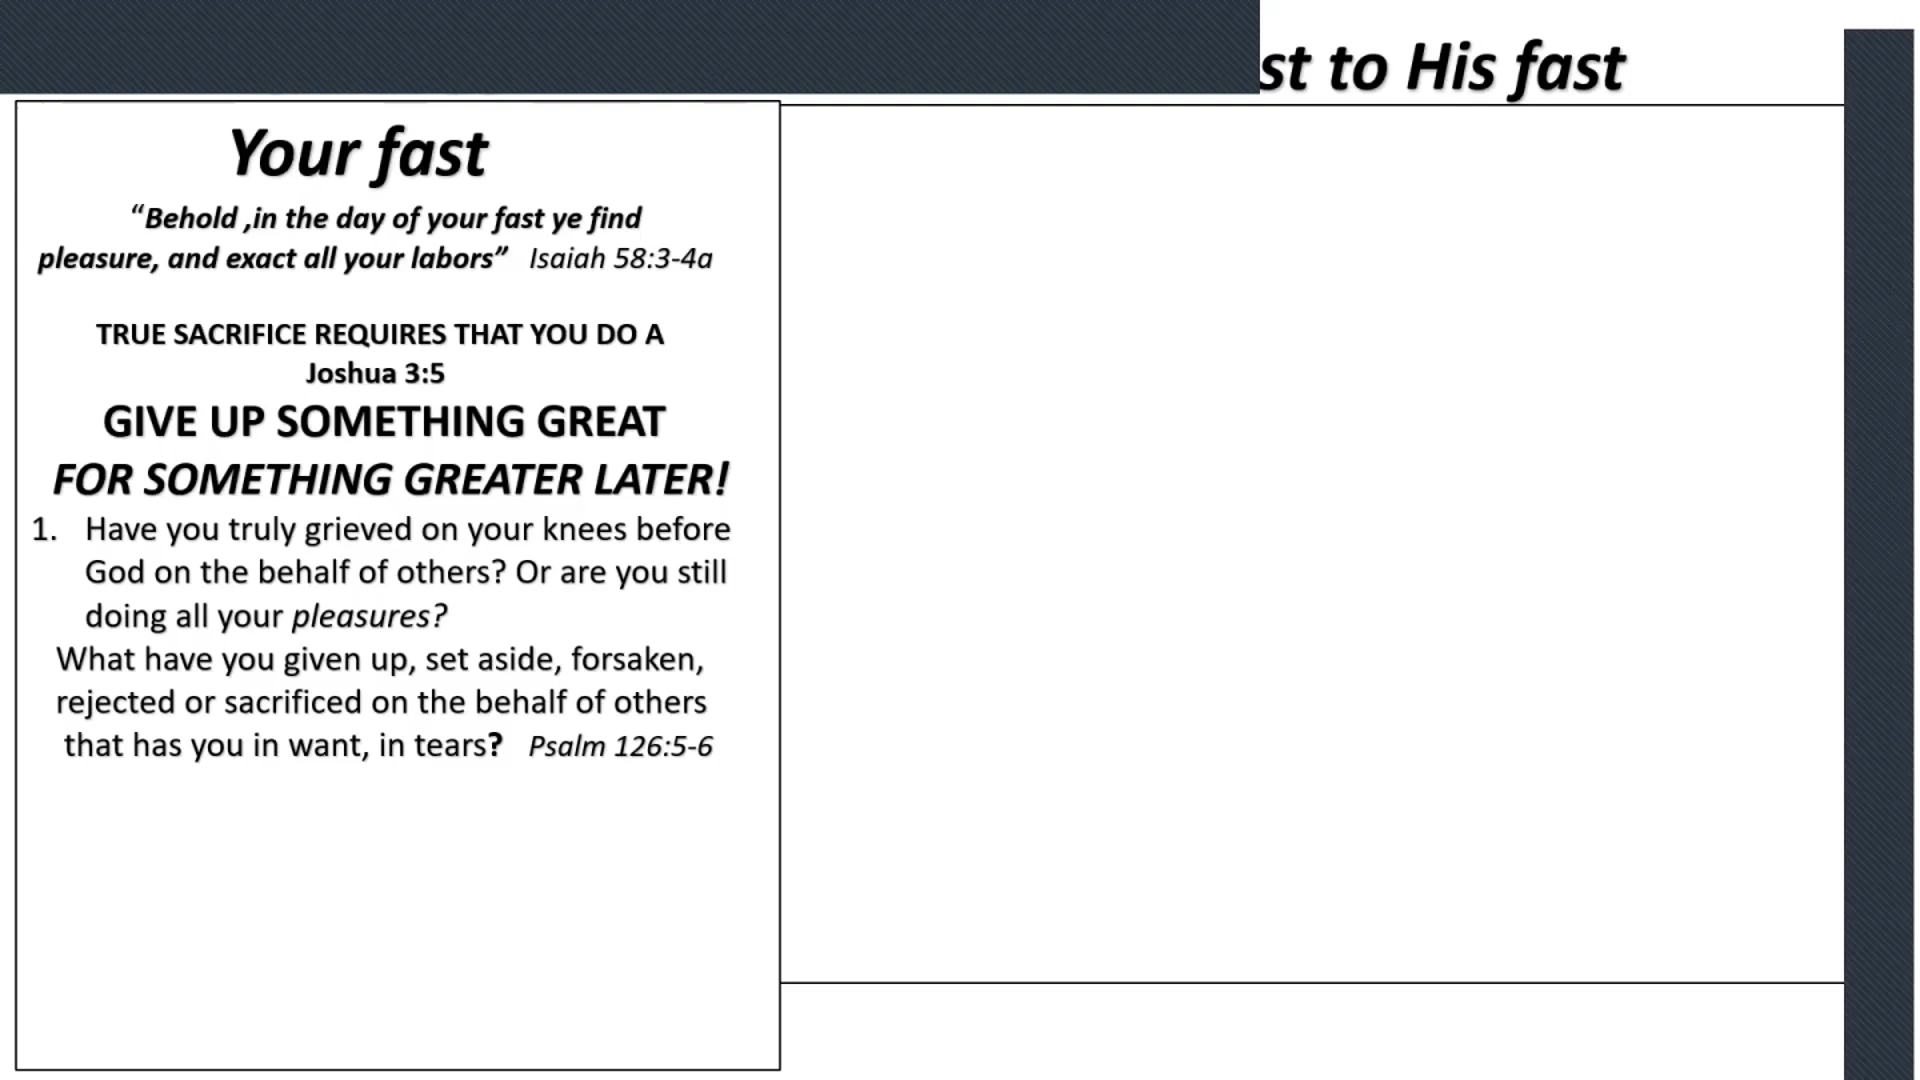 st to His fast
Your fast
“Behold ,in the day of your fast ye find
pleasure, and exact all your labors” Isaiah 58:3-4a
TRUE SACRIFICE REQUIRES THAT YOU DO A
Joshua 3:5
GIVE UP SOMETHING GREAT
FOR SOMETHING GREATER LATER!
1. Have you truly grieved on your knees before
God on the behalf of others? Or are you still
doing all your pleasures?
What have you given up, set aside, forsaken,
rejected or sacrificed on the behalf of others
that has you in want, in tears? Psalm 126:5-6